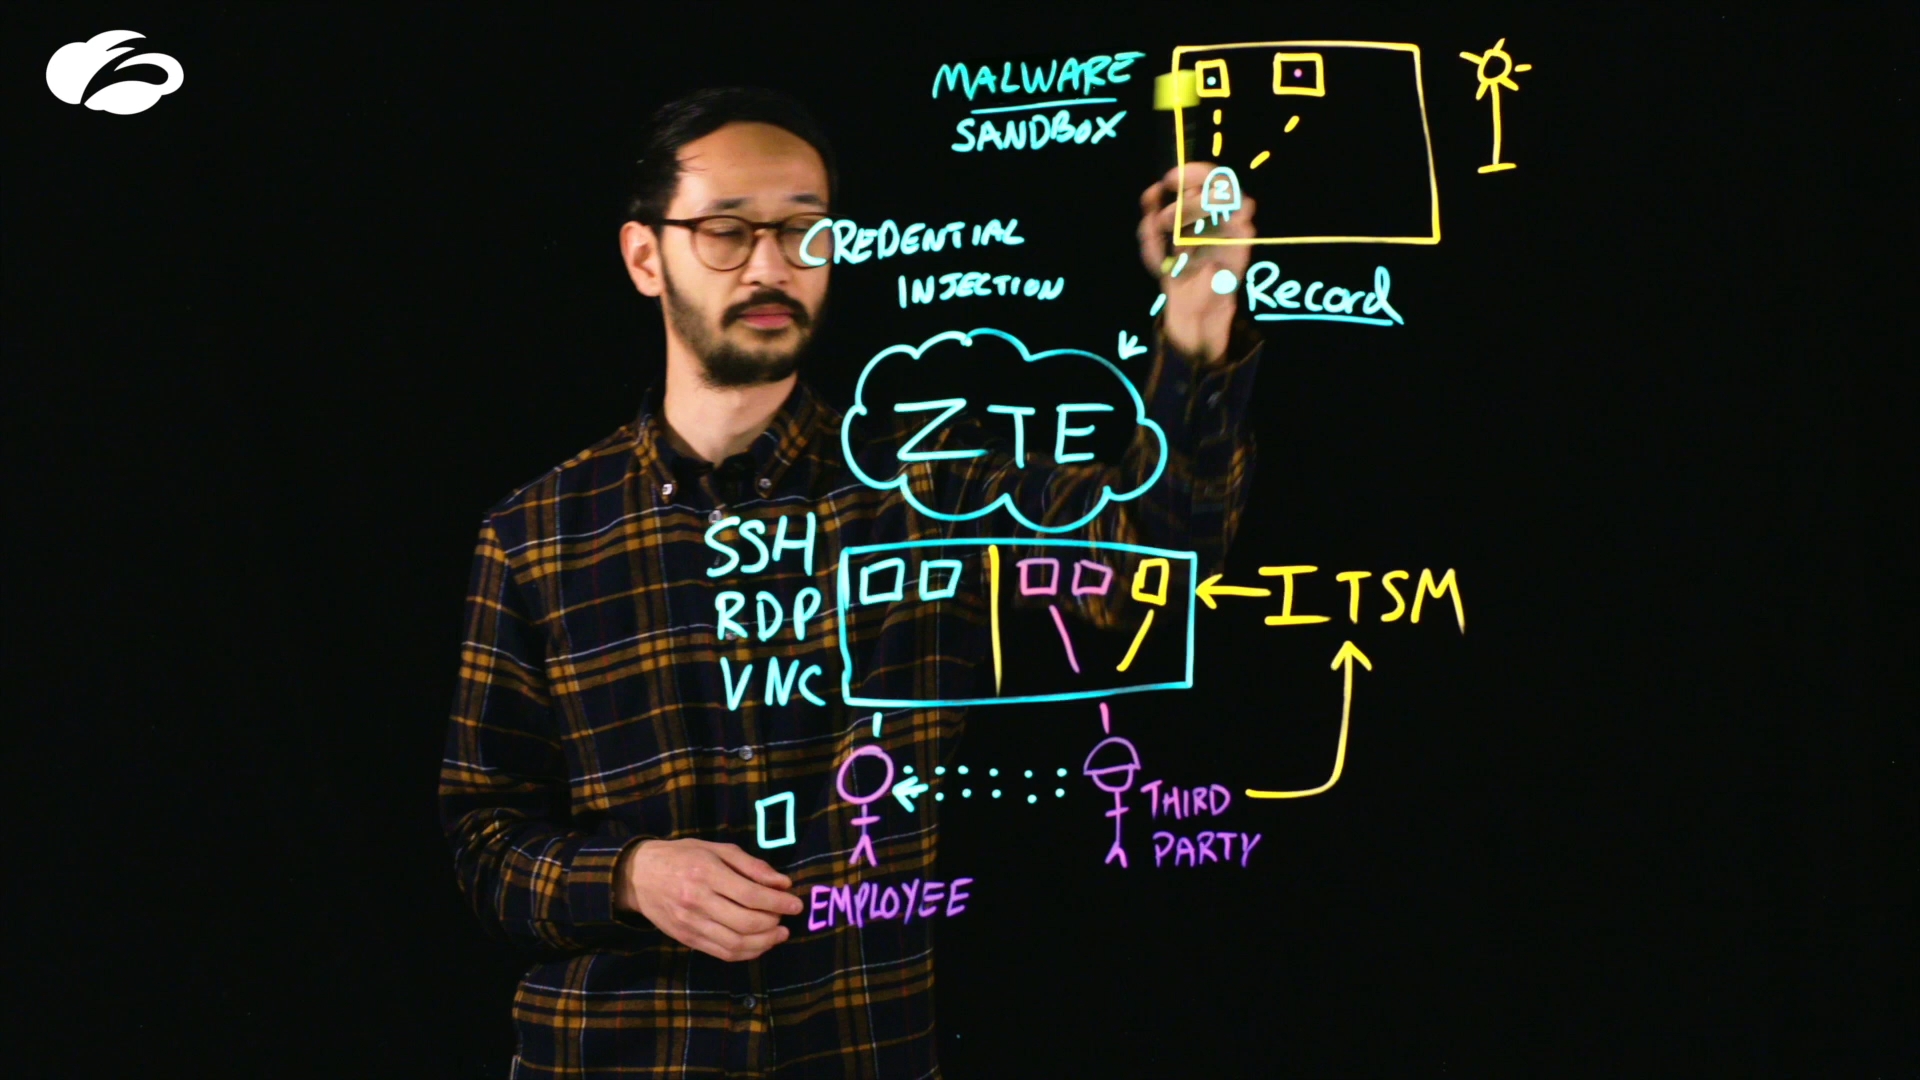 MALWARE
SANDBOX
Z
CREDENTIAL
INJECTION
Record
ZTE
SSH
RDP
VNC
ITSM
THIRD
PARTY
EMPLOYEE